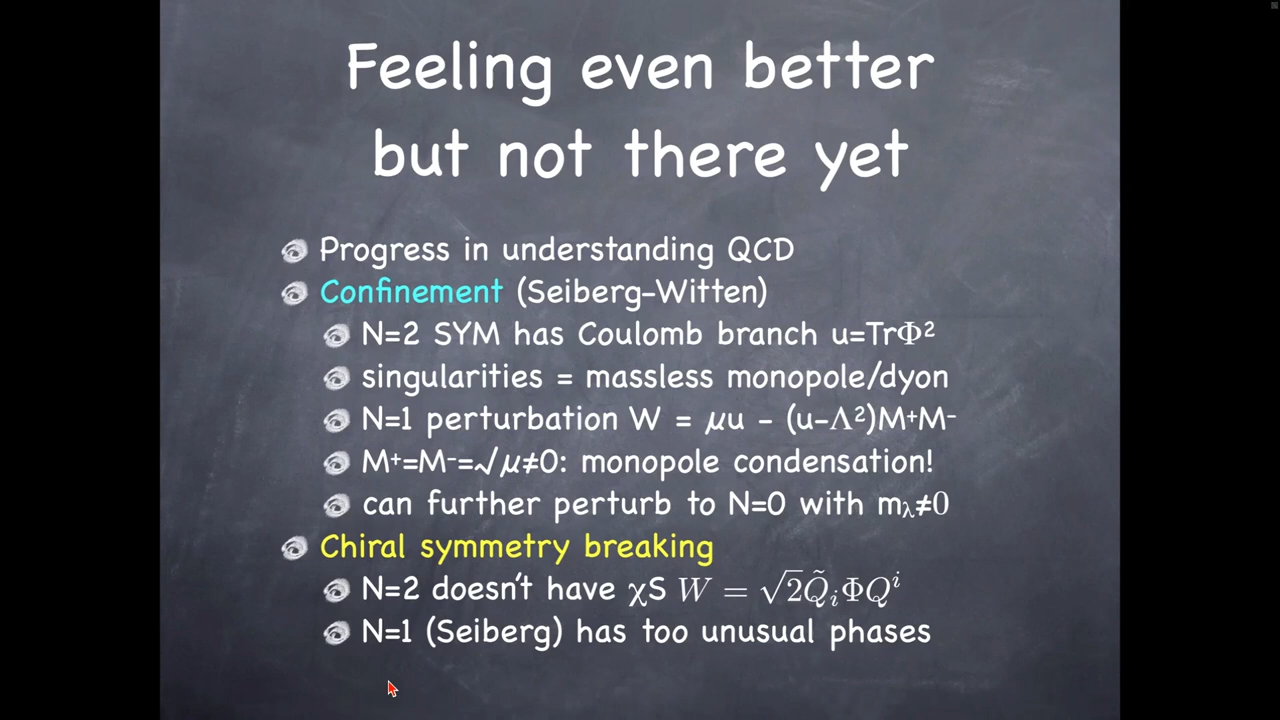 Feeling even better
but not there yet
Progress in understanding QCD
Confinement (Seiberg-Witten)
N=2 SYM has Coulomb branch u=TrΦ²
singularities = massless monopole/dyon
N=1 perturbation W = μu - (u-Λ²)M⁺M⁻
M⁺=M⁻=√μ≠0: monopole condensation!
can further perturb to N=0 with mλ≠0
Chiral symmetry breaking
N=2 doesn't have χS W = √2Q̃ᵢΦQⁱ
N=1 (Seiberg) has too unusual phases